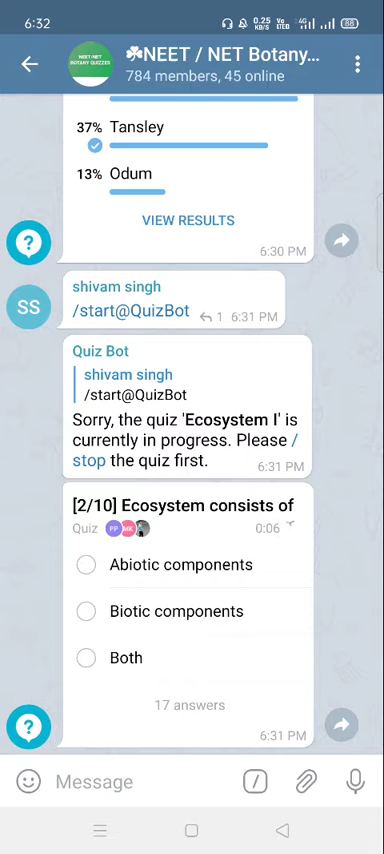 6:32
0.25 KB/S Vo LTE 4G 88
NEET/NET BOTANY QUIZZES
☘NEET / NET Botany...
784 members, 45 online
37% Tansley
13% Odum
VIEW RESULTS
6:30 PM
shivam singh
SS
/start@QuizBot 1 6:31 PM
Quiz Bot
shivam singh
/start@QuizBot
Sorry, the quiz 'Ecosystem I' is
currently in progress. Please /
stop the quiz first.
6:31 PM
[2/10] Ecosystem consists of
Quiz PP MK 0:06
Abiotic components
Biotic components
Both
17 answers
6:31 PM
Message